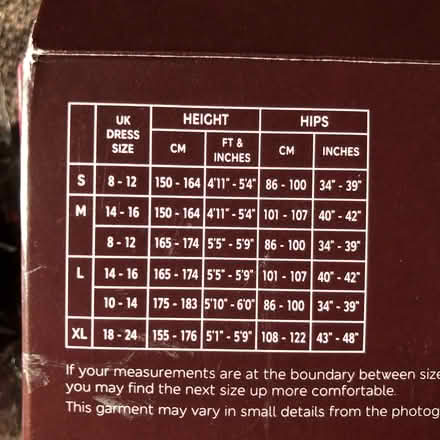 UK DRESS SIZE HEIGHT HIPS
CM FT & INCHES CM INCHES
S 8 - 12 150 - 164 4'11" - 5'4" 86 - 100 34" - 39"
M 14 - 16 150 - 164 4'11" - 5'4" 101 - 107 40" - 42"
8 - 12 165 - 174 5'5" - 5'9" 86 - 100 34" - 39"
L 14 - 16 165 - 174 5'5" - 5'9" 101 - 107 40" - 42"
10 - 14 175 - 183 5'10" - 6'0" 86 - 100 34" - 39"
XL 18 - 24 155 - 176 5'1" - 5'9" 108 - 122 43" - 48"
If your measurements are at the boundary between size
you may find the next size up more comfortable.
This garment may vary in small details from the photog